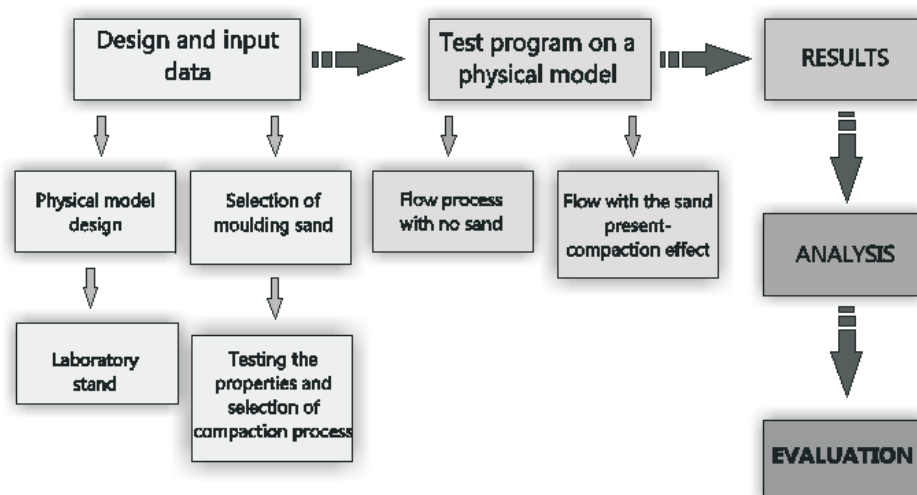 Design and input
data
Test program on a
physical model
RESULTS
Physical model
design
Selection of
moulding sand
Flow process
with no sand
Flow with the sand
present-
compaction effect
ANALYSIS
Laboratory
stand
Testing the
properties and
selection of
compaction process
EVALUATION